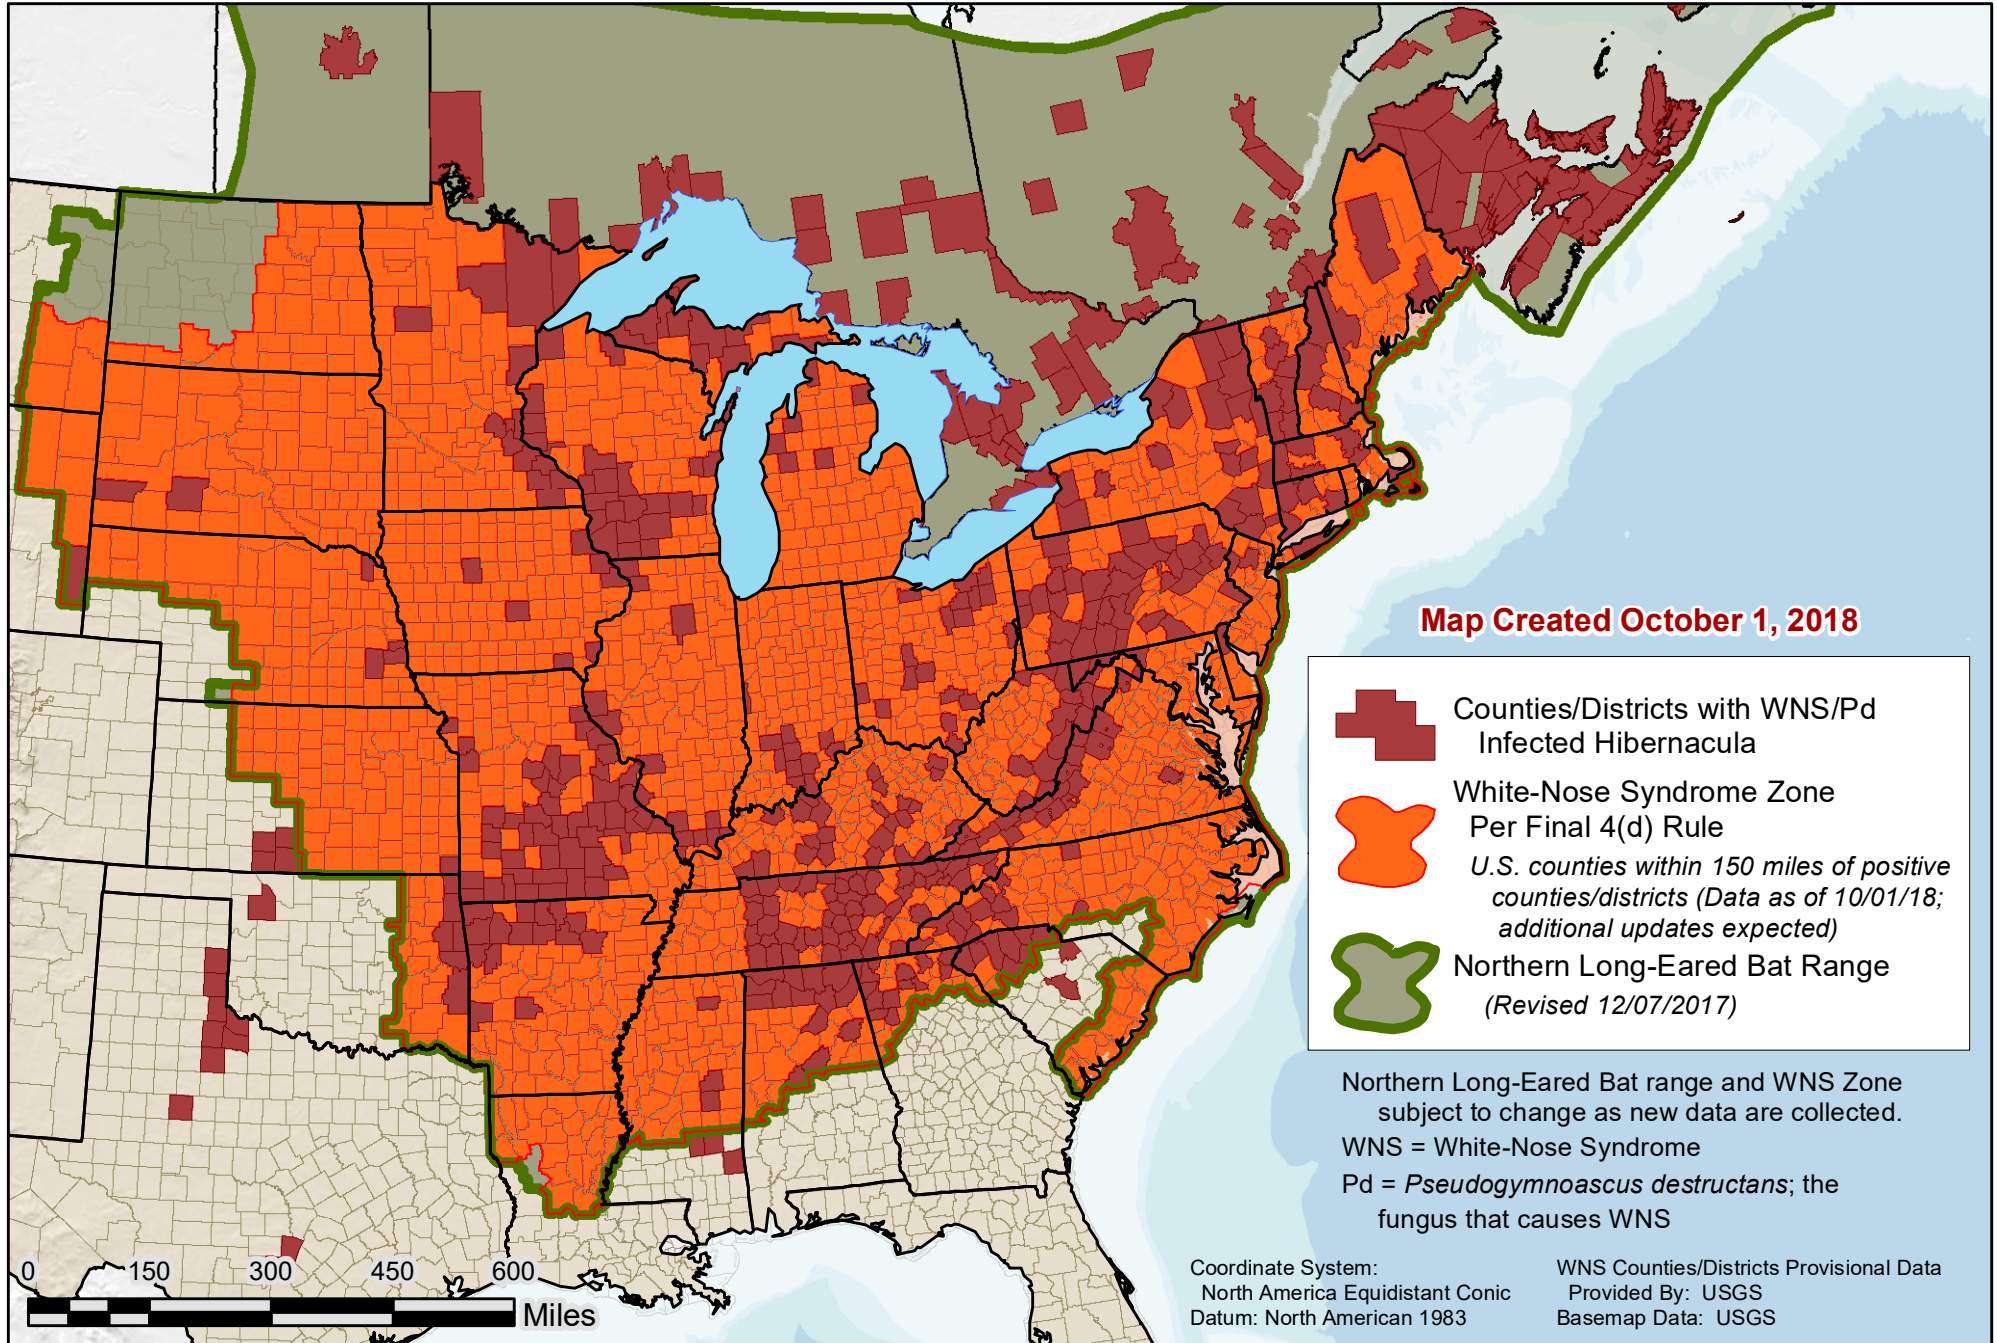 Map Created October 1, 2018
Counties/Districts with WNS/Pd
Infected Hibernacula
White-Nose Syndrome Zone
Per Final 4(d) Rule
U.S. counties within 150 miles of positive
counties/districts (Data as of 10/01/18;
additional updates expected)
Northern Long-Eared Bat Range
(Revised 12/07/2017)
Northern Long-Eared Bat range and WNS Zone
subject to change as new data are collected.
WNS = White-Nose Syndrome
Pd = Pseudogymnoascus destructans; the
fungus that causes WNS
Coordinate System:
North America Equidistant Conic
Datum: North American 1983
WNS Counties/Districts Provisional Data
Provided By: USGS
Basemap Data: USGS
0 150 300 450 600
Miles